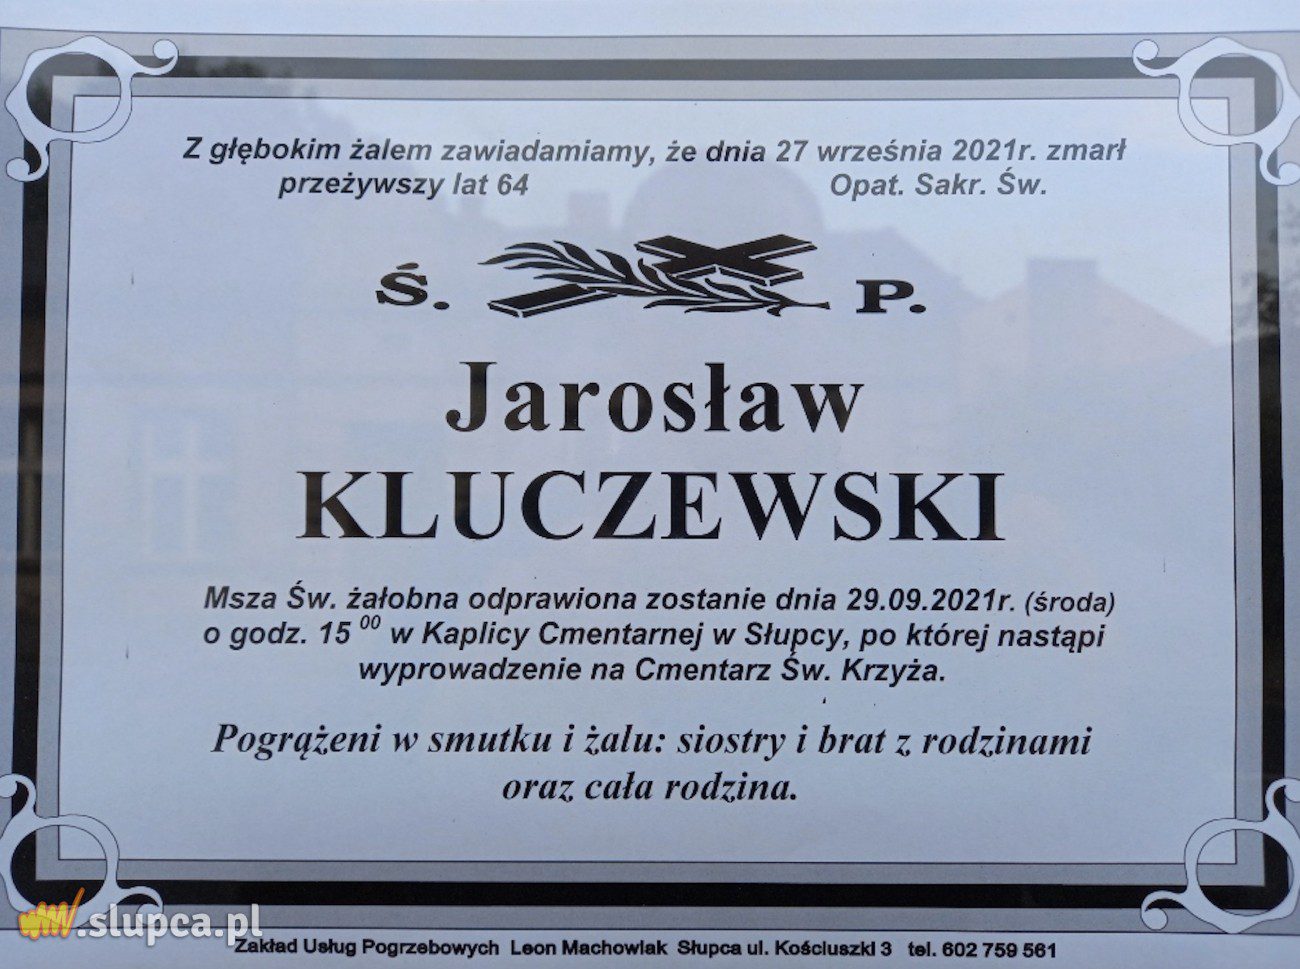 Z głębokim żalem zawiadamiamy, że dnia 27 września 2021r. zmarł
przeżywszy lat 64 Opat. Sakr. Św.
Ś. P.
Jarosław
KLUCZEWSKI
Msza Św. żałobna odprawiona zostanie dnia 29.09.2021r. (środa)
o godz. 15 00 w Kaplicy Cmentarnej w Słupcy, po której nastąpi
wyprowadzenie na Cmentarz Św. Krzyża.
Pogrążeni w smutku i żalu: siostry i brat z rodzinami
oraz cała rodzina.
www.slupca.pl
Zakład Usług Pogrzebowych Leon Machowiak Słupca ul. Kościuszki 3 tel. 602 759 561